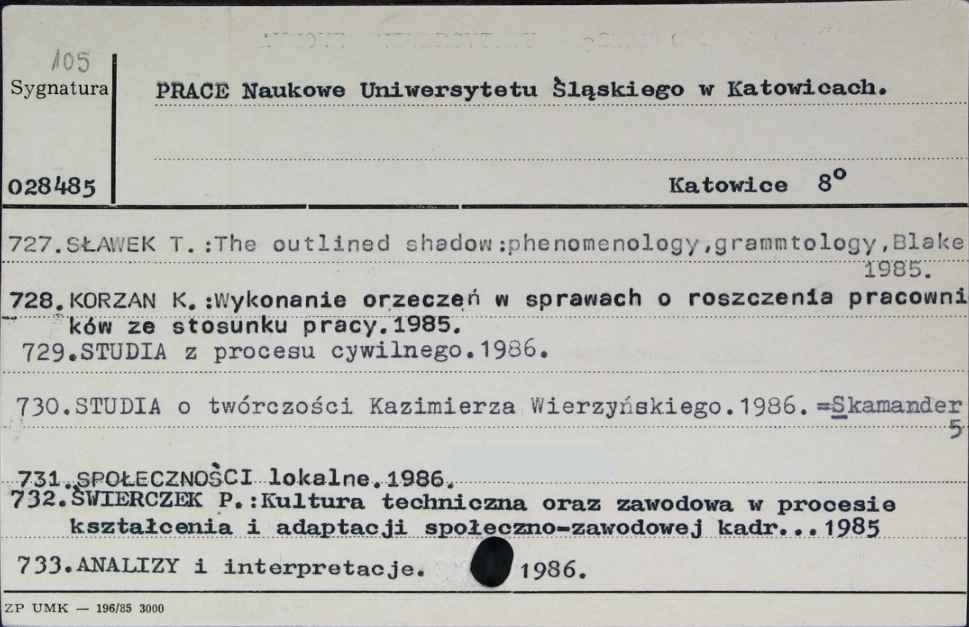 105
Sygnatura
PRACE Naukowe Uniwersytetu Śląskiego w Katowicach.
028485
Katowice 8°
727.SŁAWEK T.:The outlined shadow:phenomenology,grammtology,Blake
1985.
728.KORZAN K.:Wykonanie orzeczęń w sprawach o roszczenia pracowni
ków ze stosunku pracy.1985.
729.STUDIA z procesu cywilnego.1986.
730.STUDIA o twórczości Kazimierza Wierzyńskiego.1986.=Skamander
5
731.SPOŁECZNOŚCI lokalne.1986.
732.ŚWIERCZEK P.:Kultura techniczna oraz zawodowa w procesie
kształcenia i adaptacji społeczno-zawodowej kadr...1985
733.ANALIZY i interpretacje. 1986.
ZP UMK — 196/85 3000